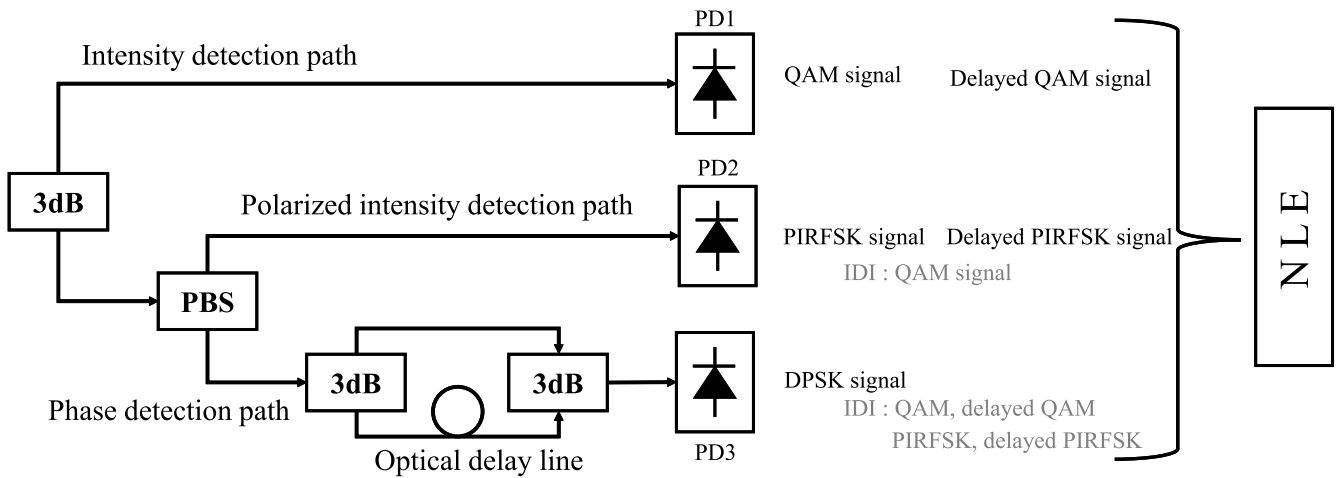 PD1
Intensity detection path
QAM signal
Delayed QAM signal
PD2
3dB
Polarized intensity detection path
PIRFSK signal
Delayed PIRFSK signal
IDI : QAM signal
NLE
PBS
3dB
3dB
DPSK signal
Phase detection path
IDI : QAM, delayed QAM
PIRFSK, delayed PIRFSK
Optical delay line
PD3